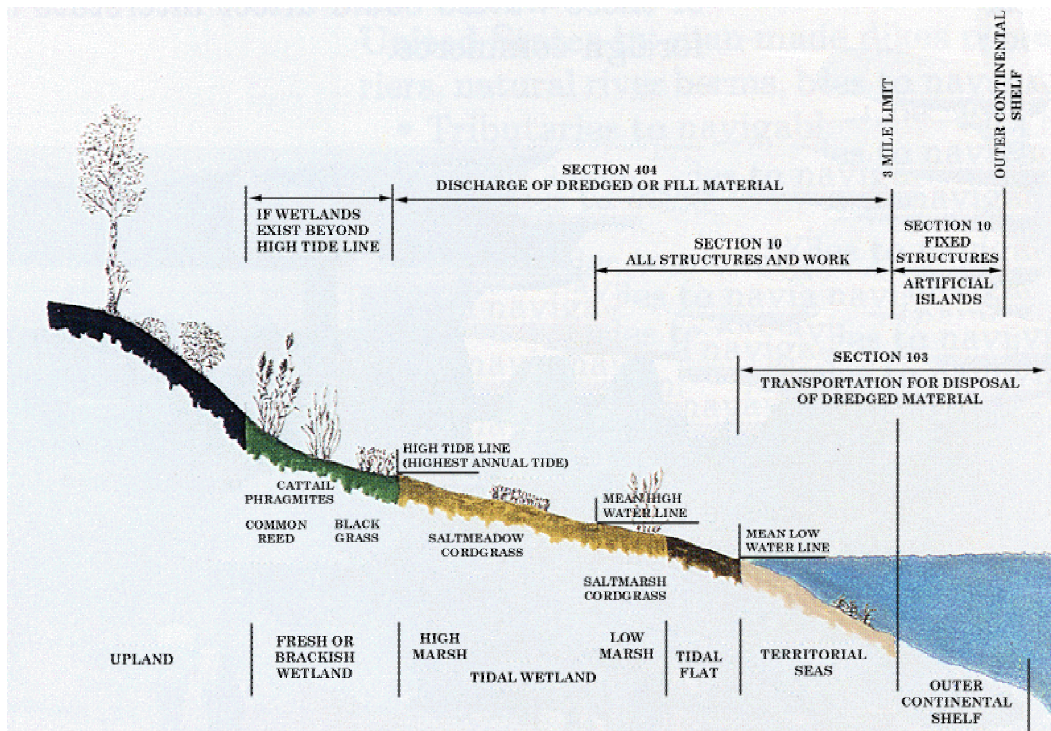 3 MILE LIMIT
OUTER CONTINENTAL
SHELF
SECTION 404
DISCHARGE OF DREDGED OR FILL MATERIAL
IF WETLANDS
EXIST BEYOND
HIGH TIDE LINE
SECTION 10
ALL STRUCTURES AND WORK
SECTION 10
FIXED
STRUCTURES
ARTIFICIAL
ISLANDS
SECTION 103
TRANSPORTATION FOR DISPOSAL
OF DREDGED MATERIAL
HIGH TIDE LINE
(HIGHEST ANNUAL TIDE)
CATTAIL
PHRAGMITES
COMMON
REED
BLACK
GRASS
SALTMEADOW
CORDGRASS
MEAN HIGH
WATER LINE
MEAN LOW
WATER LINE
SALTMARSH
CORDGRASS
UPLAND
FRESH OR
BRACKISH
WETLAND
HIGH
MARSH
TIDAL WETLAND
LOW
MARSH
TIDAL
FLAT
TERRITORIAL
SEAS
OUTER
CONTINENTAL
SHELF